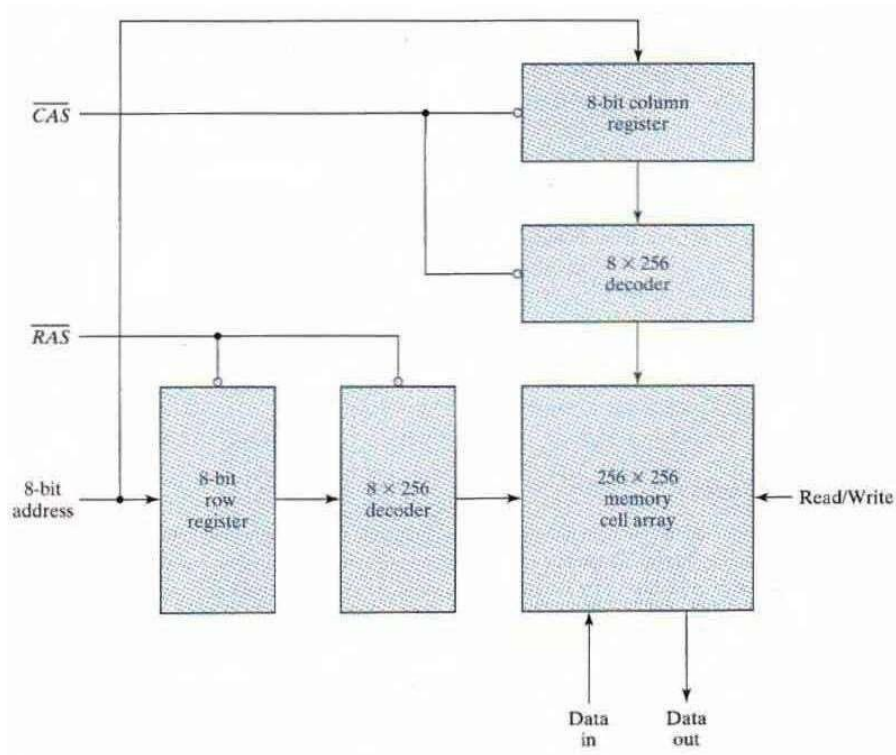 8-bit column
register
CAS
8 × 256
decoder
RAS
8-bit
address
8-bit
row
register
8 × 256
decoder
256 × 256
memory
cell array
Read/Write
Data
in
Data
out